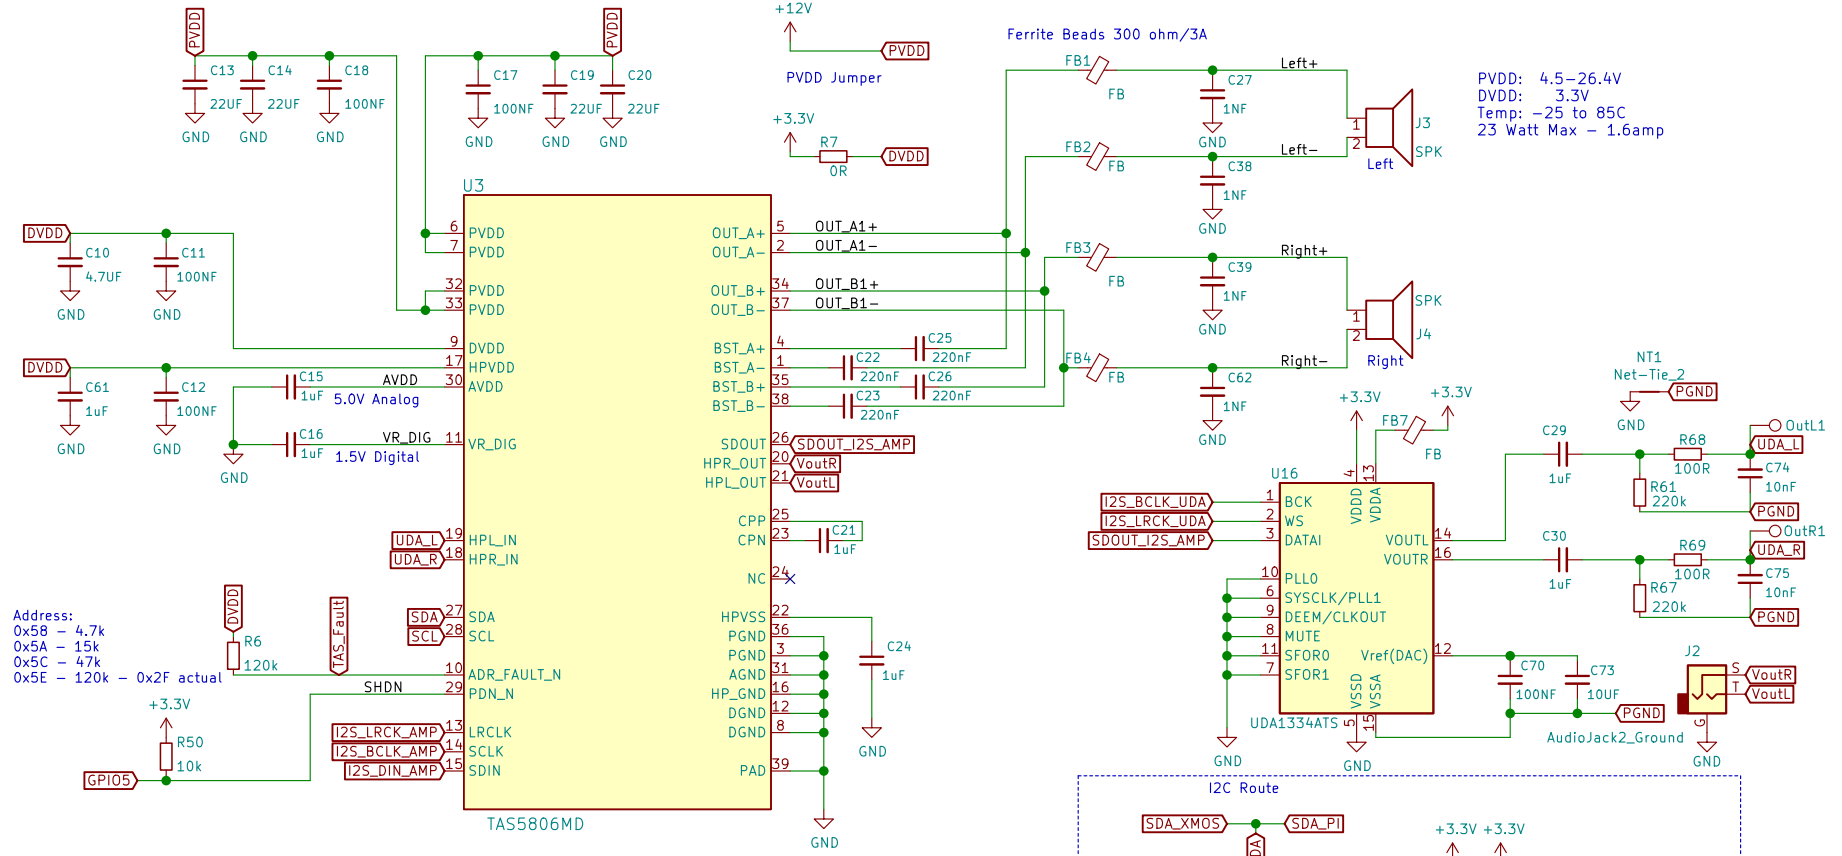 PVDD
C13
22UF
GND
C14
22UF
GND
C18
100NF
GND
PVDD
C17
100NF
GND
C19
22UF
GND
C20
22UF
GND
+12V
PVDD
PVDD Jumper
+3.3V
R7
0R
DVDD
Ferrite Beads 300 ohm/3A
FB1
FB
Left+
C27
1NF
GND
FB2
FB
Left-
C38
1NF
GND
1
2
J3
SPK
Left
PVDD: 4.5-26.4V
DVDD: 3.3V
Temp: -25 to 85C
23 Watt Max - 1.6amp
FB3
FB
Right+
C39
1NF
GND
FB4
FB
Right-
C62
1NF
GND
1
2
SPK
J4
Right
DVDD
C10
4.7UF
GND
C11
100NF
GND
DVDD
C61
1uF
GND
C12
100NF
GND
C15
1uF
AVDD
5.0V Analog
C16
1uF
VR_DIG
1.5V Digital
GND
U3
6 PVDD
7 PVDD
32 PVDD
33 PVDD
9 DVDD
17 HPVDD
30 AVDD
11 VR_DIG
UDA_L 19 HPL_IN
UDA_R 18 HPR_IN
SDA 27 SDA
SCL 28 SCL
10 ADR_FAULT_N
SHDN 29 PDN_N
I2S_LRCK_AMP 13 LRCLK
I2S_BCLK_AMP 14 SCLK
I2S_DIN_AMP 15 SDIN
TAS5806MD
OUT_A+ 5 OUT_A1+
OUT_A- 2 OUT_A1-
OUT_B+ 34 OUT_B1+
OUT_B- 37 OUT_B1-
BST_A+ 4
BST_A- 1
BST_B+ 35
BST_B- 38
C25
220nF
C22
220nF
C26
220nF
C23
220nF
SDOUT 26 SDOUT_I2S_AMP
HPR_OUT 20 VoutR
HPL_OUT 21 VoutL
CPP 25
CPN 23
C21
1uF
NC 24
HPVSS 22
PGND 36
PGND 3
AGND 31
HP_GND 16
DGND 12
DGND 8
PAD 39
C24
1uF
GND
GND
DVDD
R6
120k
TAS_Fault
Address:
0x58 - 4.7k
0x5A - 15k
0x5C - 47k
0x5E - 120k - 0x2F actual
+3.3V
R50
10k
GPIO5
+3.3V
+3.3V
FB7
FB
U16
I2S_BCLK_UDA 1 BCK
I2S_LRCK_UDA 2 WS
SDOUT_I2S_AMP 3 DATAI
10 PLL0
6 SYSCLK/PLL1
9 DEEM/CLKOUT
8 MUTE
11 SFOR0
7 SFOR1
4 VDDD
13 VDDA
VOUTL 14
VOUTR 16
Vref(DAC) 12
VSSD 5
VSSA 15
UDA1334ATS
GND
GND
NT1
Net-Tie_2
PGND
GND
C29
1uF
R68
100R
OutL1
UDA_L
C74
10nF
R61
220k
PGND
C30
1uF
R69
100R
OutR1
UDA_R
C75
10nF
R67
220k
PGND
C70
100NF
C73
10UF
PGND
J2
S VoutR
T VoutL
G
AudioJack2_Ground
GND
I2C Route
SDA_XMOS
SDA_PI
+3.3V +3.3V